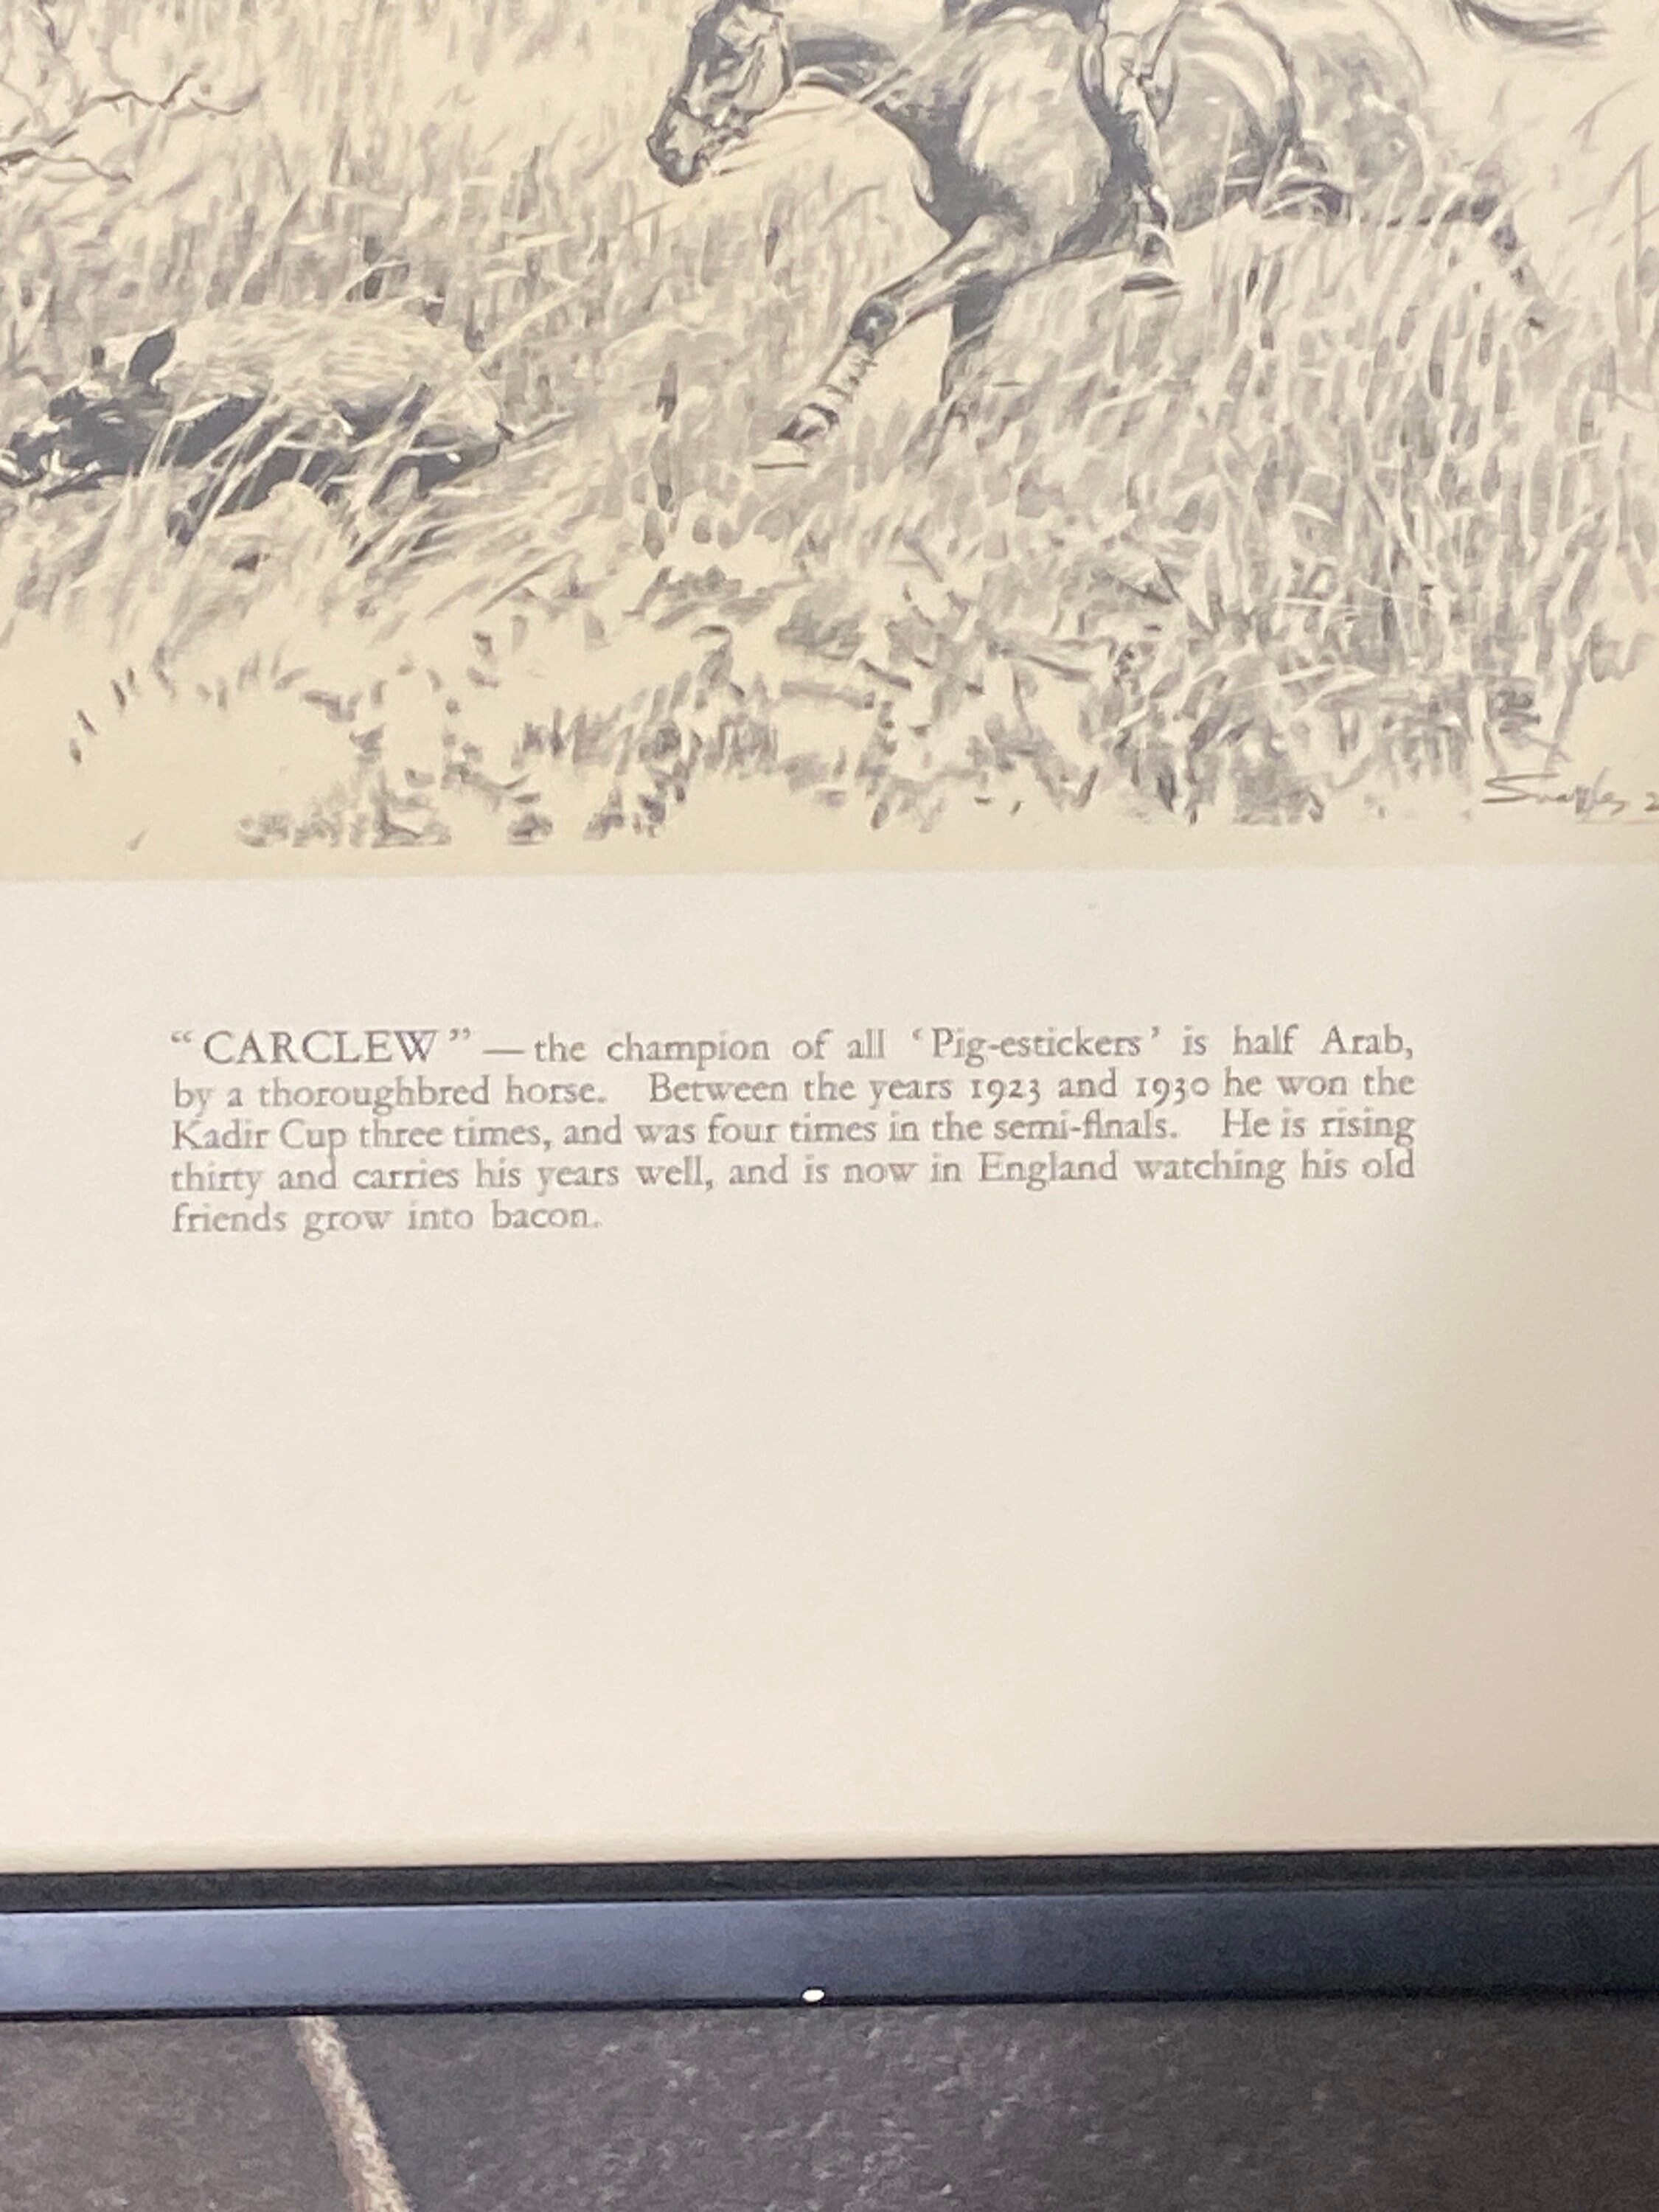 Snaffles
“CARCLEW” — the champion of all ‘Pig-estickers’ is half Arab,
by a thoroughbred horse. Between the years 1923 and 1930 he won the
Kadir Cup three times, and was four times in the semi-finals. He is rising
thirty and carries his years well, and is now in England watching his old
friends grow into bacon.